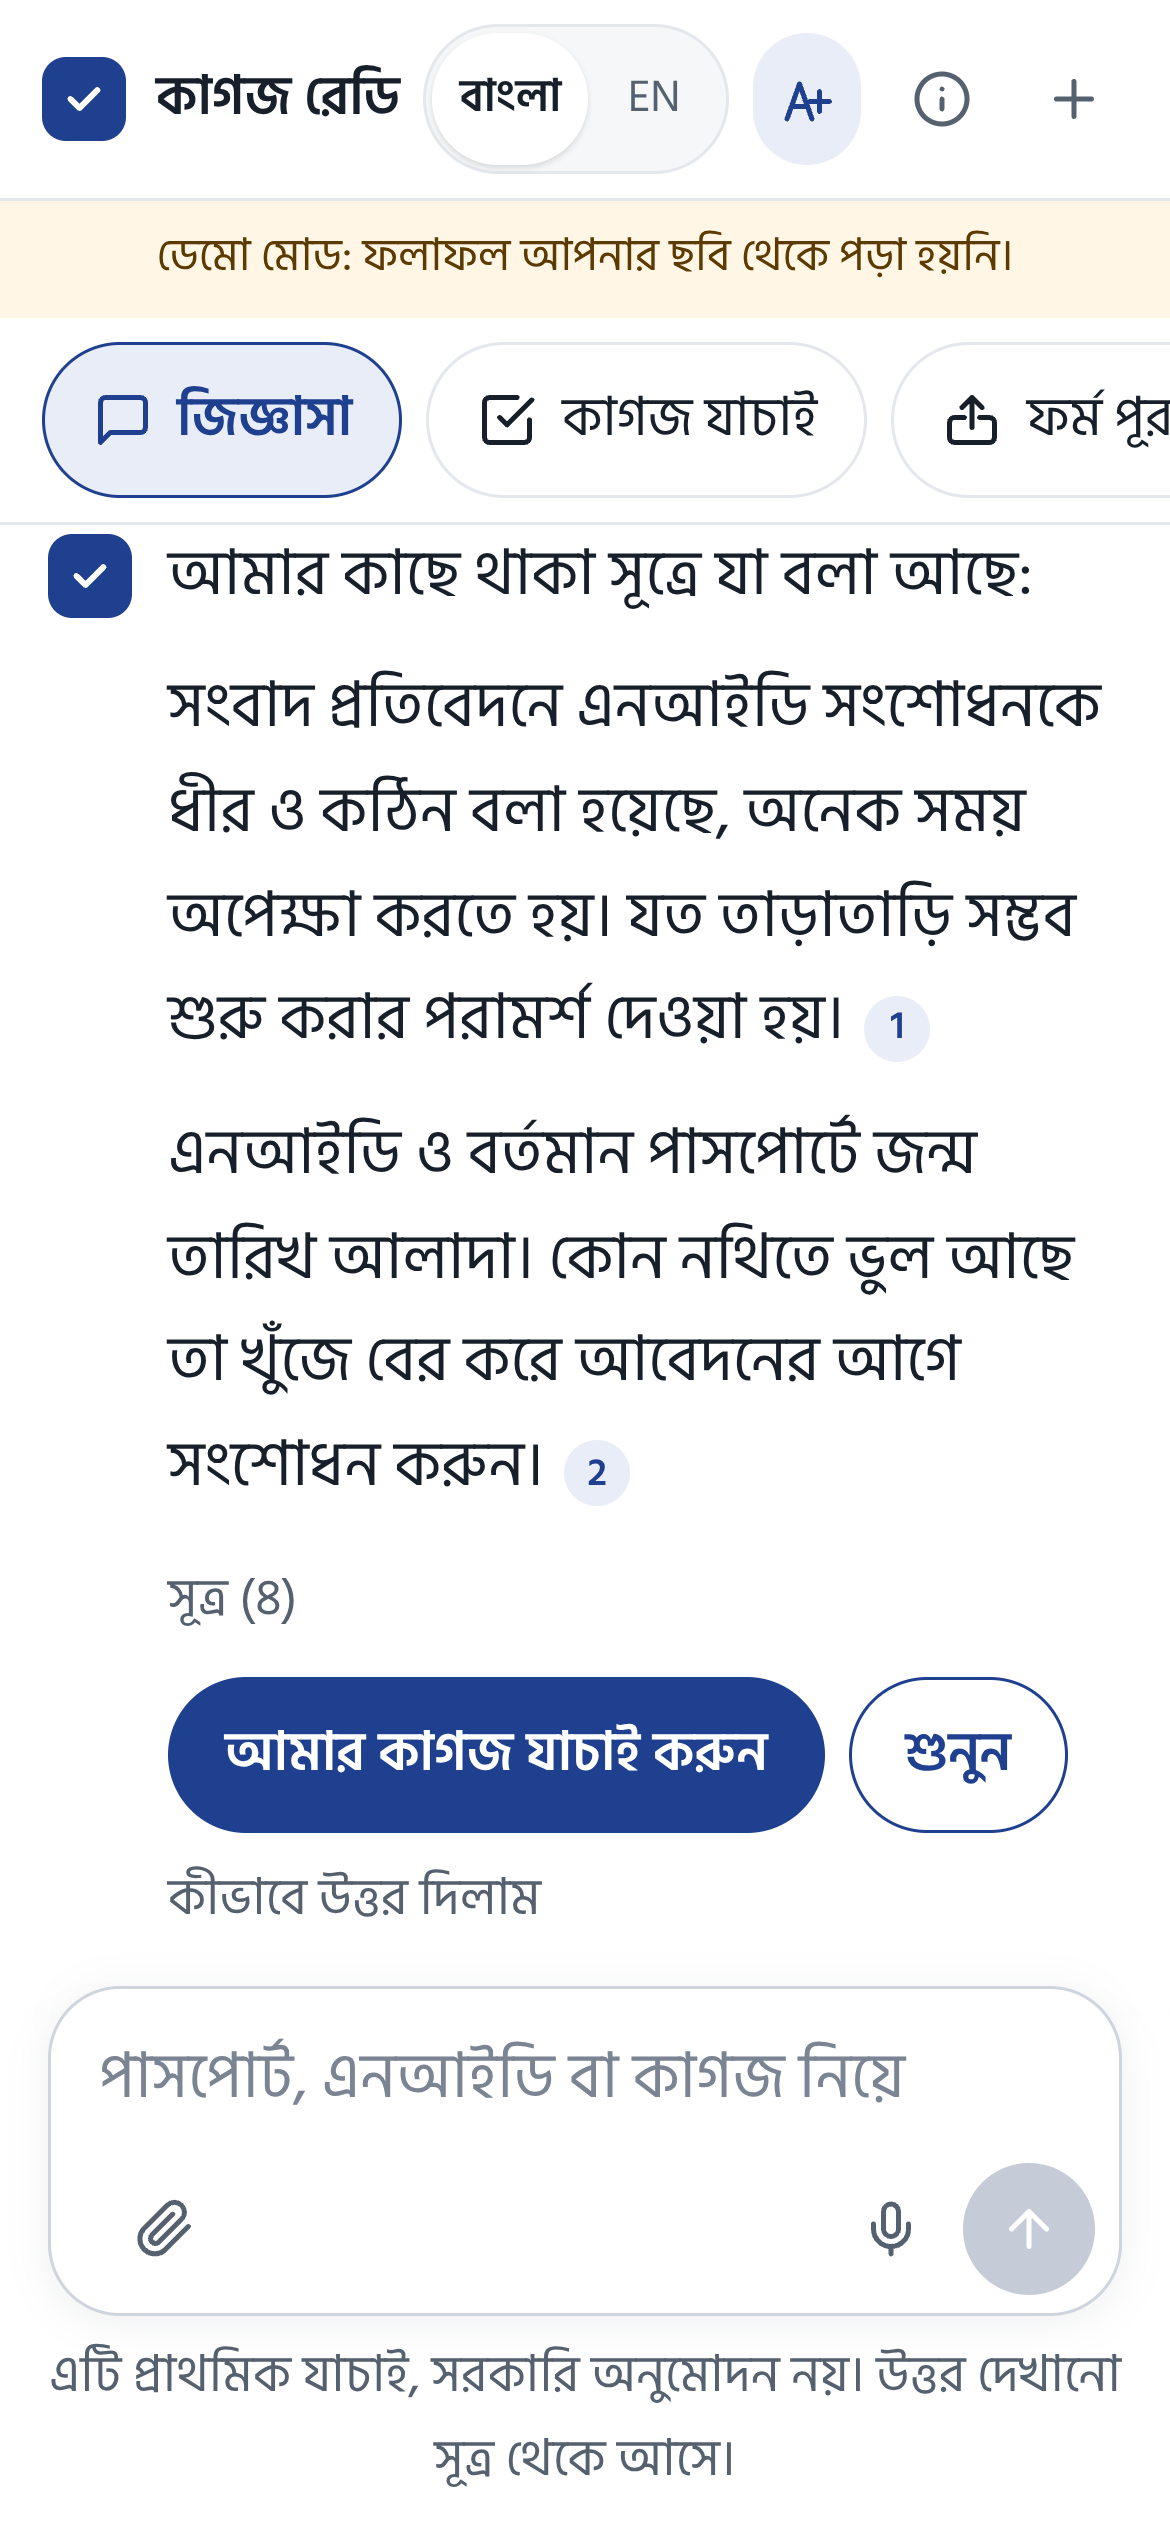 কাগজ রেডি
বাংলা
EN
A+
ডেমো মোড: ফলাফল আপনার ছবি থেকে পড়া হয়নি।
জিজ্ঞাসা
কাগজ যাচাই
ফর্ম পূর
আমার কাছে থাকা সূত্রে যা বলা আছে:
সংবাদ প্রতিবেদনে এনআইডি সংশোধনকে
ধীর ও কঠিন বলা হয়েছে, অনেক সময়
অপেক্ষা করতে হয়। যত তাড়াতাড়ি সম্ভব
শুরু করার পরামর্শ দেওয়া হয়। 1
এনআইডি ও বর্তমান পাসপোর্টে জন্ম
তারিখ আলাদা। কোন নথিতে ভুল আছে
তা খুঁজে বের করে আবেদনের আগে
সংশোধন করুন। 2
সূত্র (৪)
আমার কাগজ যাচাই করুন
শুনুন
কীভাবে উত্তর দিলাম
পাসপোর্ট, এনআইডি বা কাগজ নিয়ে
এটি প্রাথমিক যাচাই, সরকারি অনুমোদন নয়। উত্তর দেখানো
সূত্র থেকে আসে।